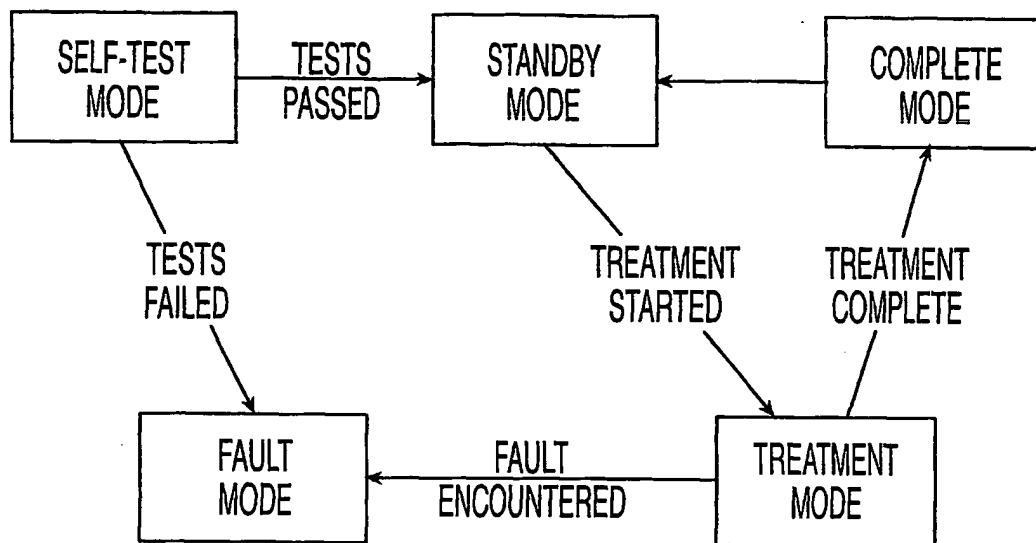 SELF-TEST
MODE
TESTS
PASSED
STANDBY
MODE
COMPLETE
MODE
TESTS
FAILED
TREATMENT
STARTED
TREATMENT
COMPLETE
FAULT
MODE
FAULT
ENCOUNTERED
TREATMENT
MODE